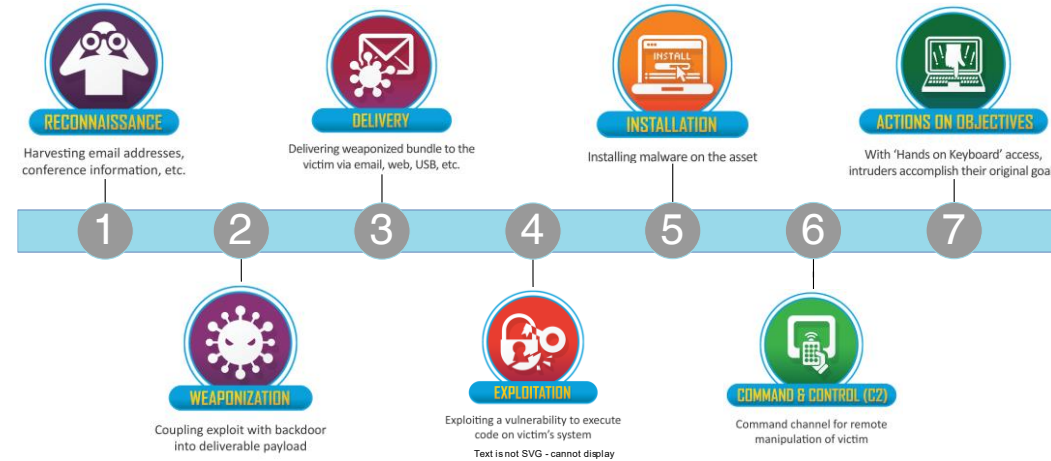 RECONNAISSANCE
Harvesting email addresses,
conference information, etc.
DELIVERY
Delivering weaponized bundle to the
victim via email, web, USB, etc.
INSTALL
INSTALLATION
Installing malware on the asset
ACTIONS ON OBJECTIVES
With ‘Hands on Keyboard’ access,
intruders accomplish their original goal
1
2
3
4
5
6
7
WEAPONIZATION
Coupling exploit with backdoor
into deliverable payload
EXPLOITATION
Exploiting a vulnerability to execute
code on victim’s system
Text is not SVG - cannot display
COMMAND & CONTROL (C2)
Command channel for remote
manipulation of victim